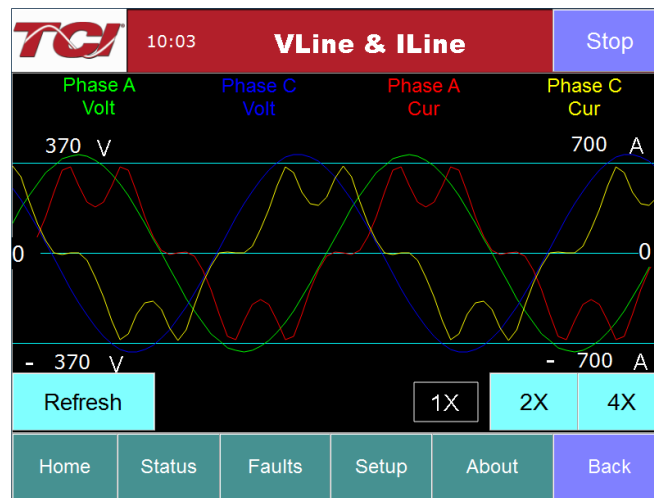 TCI
10:03
VLine & ILine
Stop
Phase A
Volt
Phase C
Volt
Phase A
Cur
Phase C
Cur
370 V
700 A
0
0
- 370 V
- 700 A
Refresh
1X
2X
4X
Home
Status
Faults
Setup
About
Back